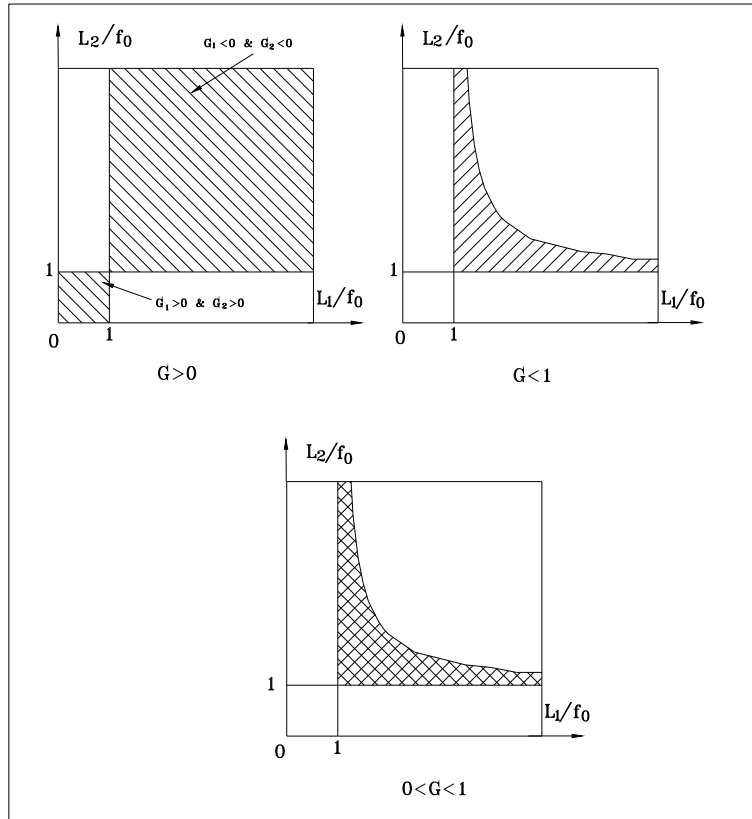 L₂/f₀
G₁<0 & G₂<0
1
G₁>0 & G₂>0
L₁/f₀
0
1
G>0
L₂/f₀
1
L₁/f₀
0
1
G<1
L₂/f₀
1
L₁/f₀
0
1
0<G<1